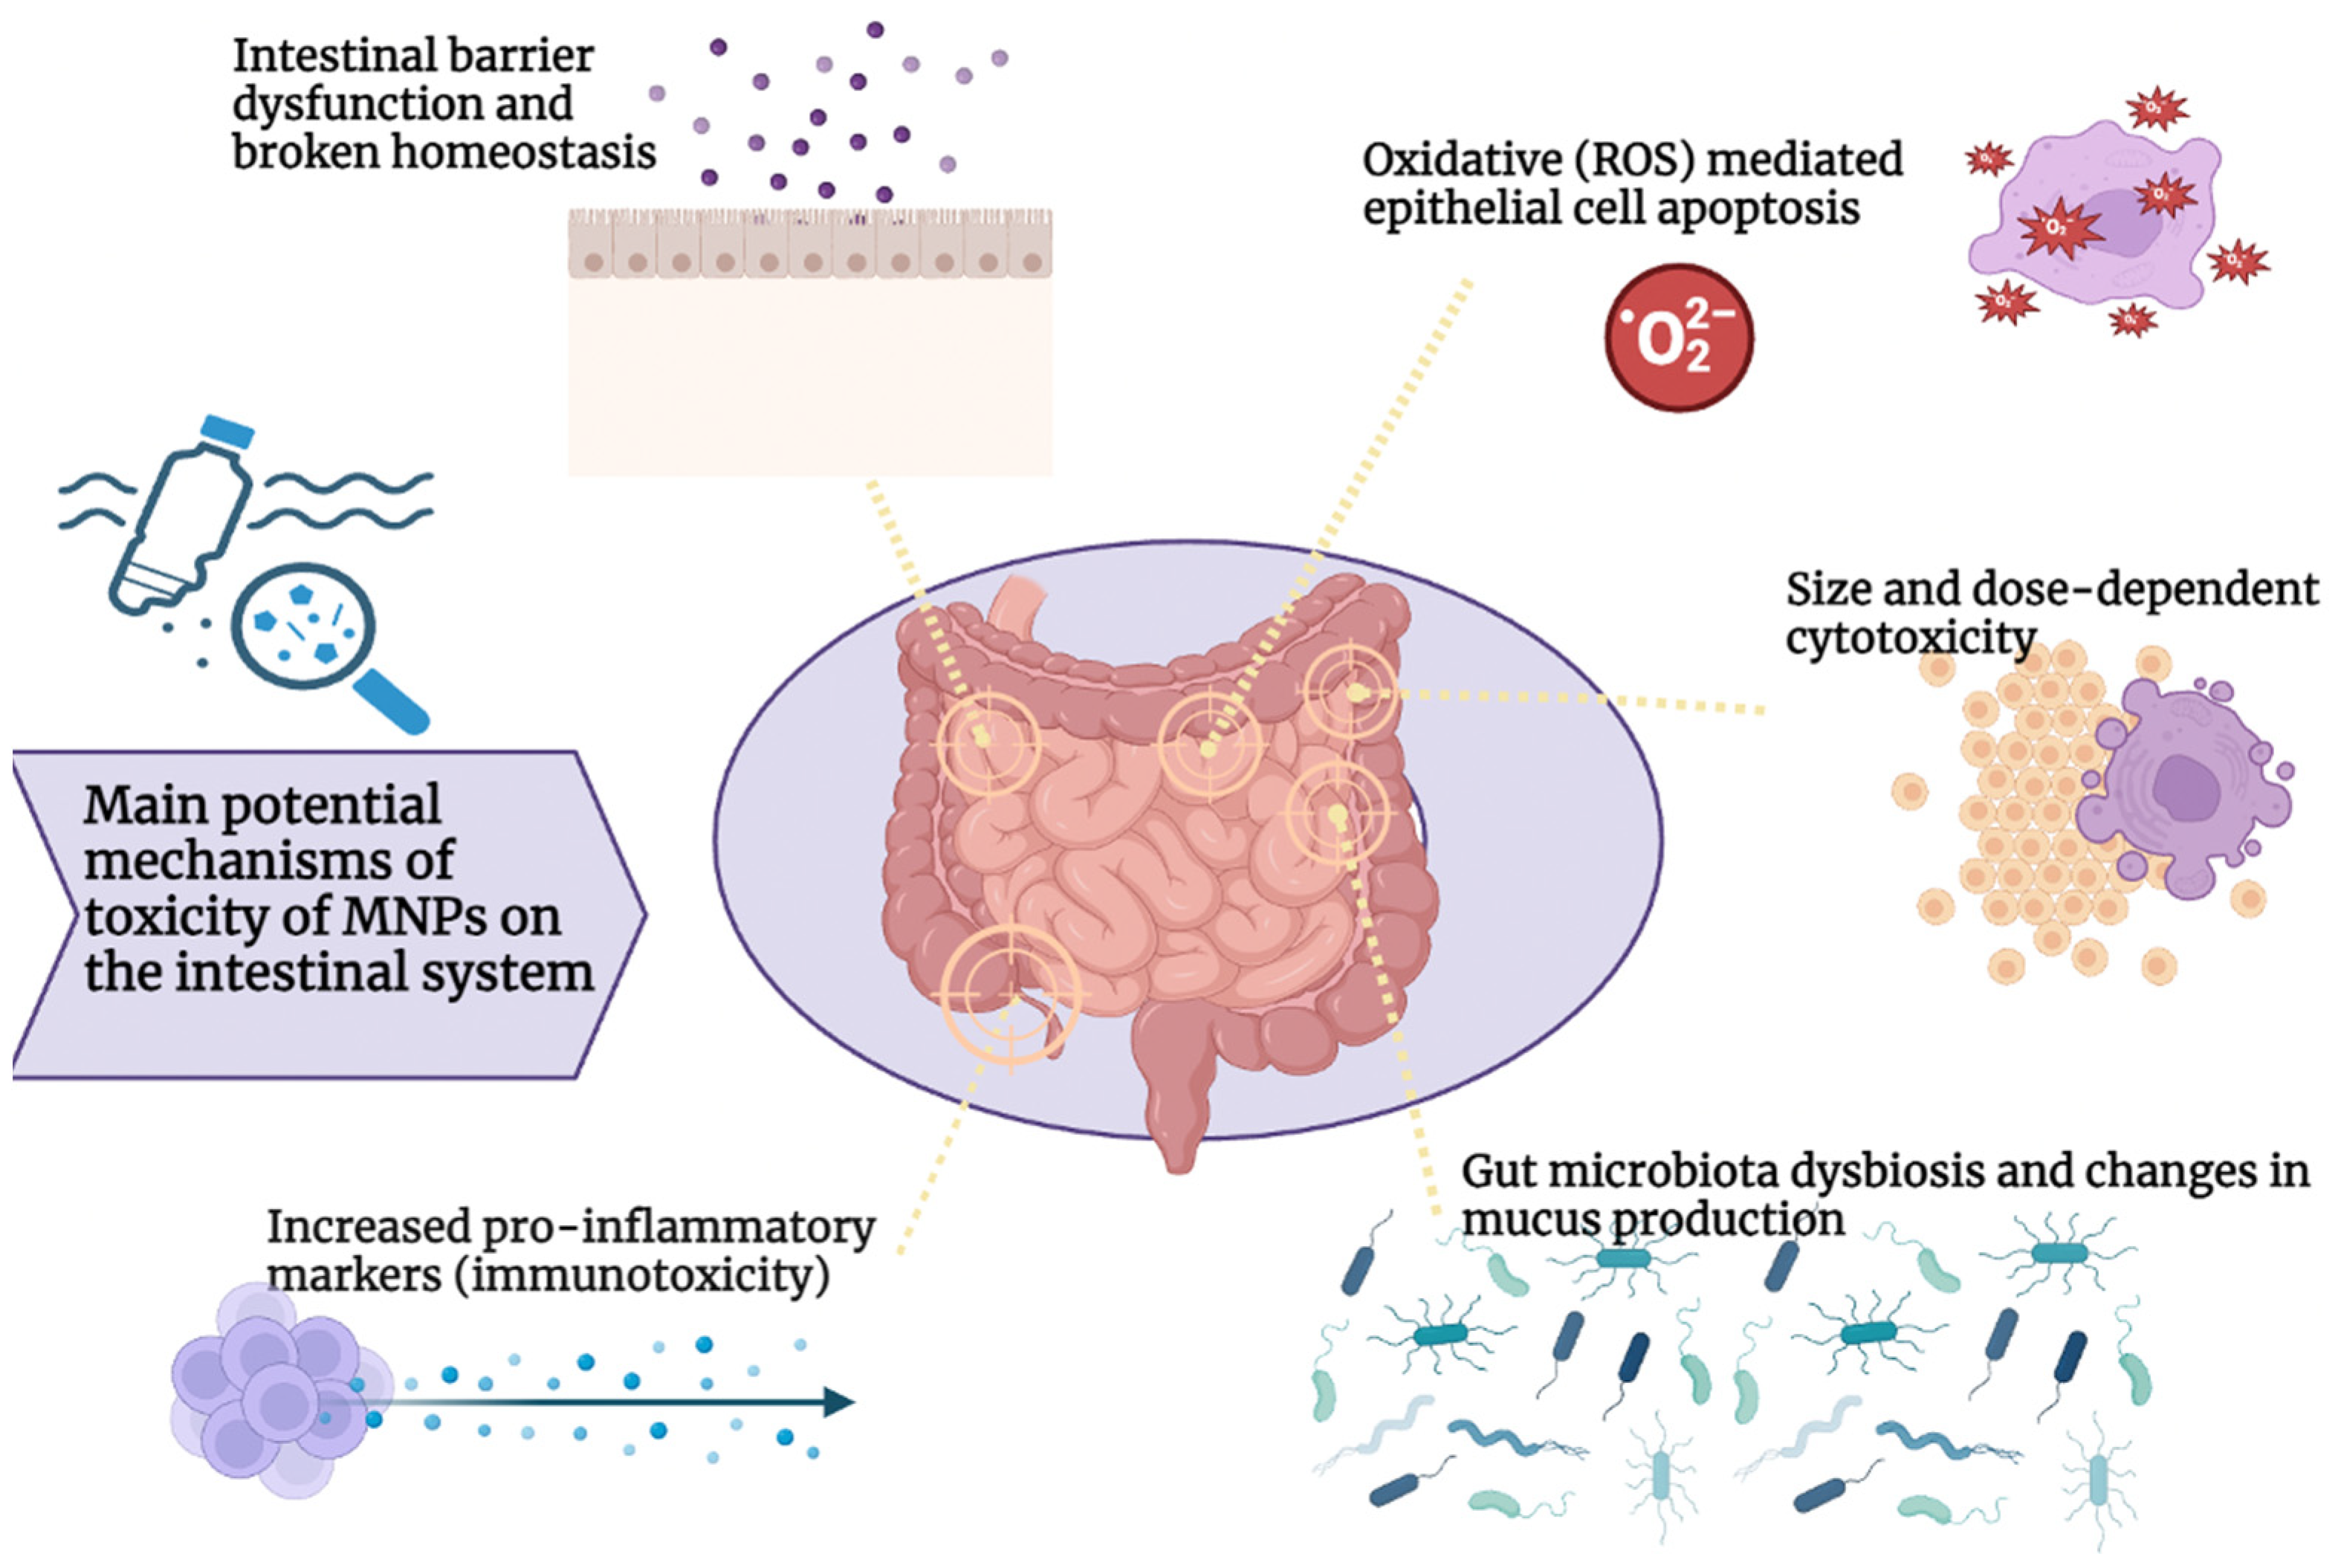 Intestinal barrier
dysfunction and
broken homeostasis
Oxidative (ROS) mediated
epithelial cell apoptosis
•O₂²⁻
Size and dose-dependent
cytotoxicity
Main potential
mechanisms of
toxicity of MNPs on
the intestinal system
Gut microbiota dysbiosis and changes in
mucus production
Increased pro-inflammatory
markers (immunotoxicity)